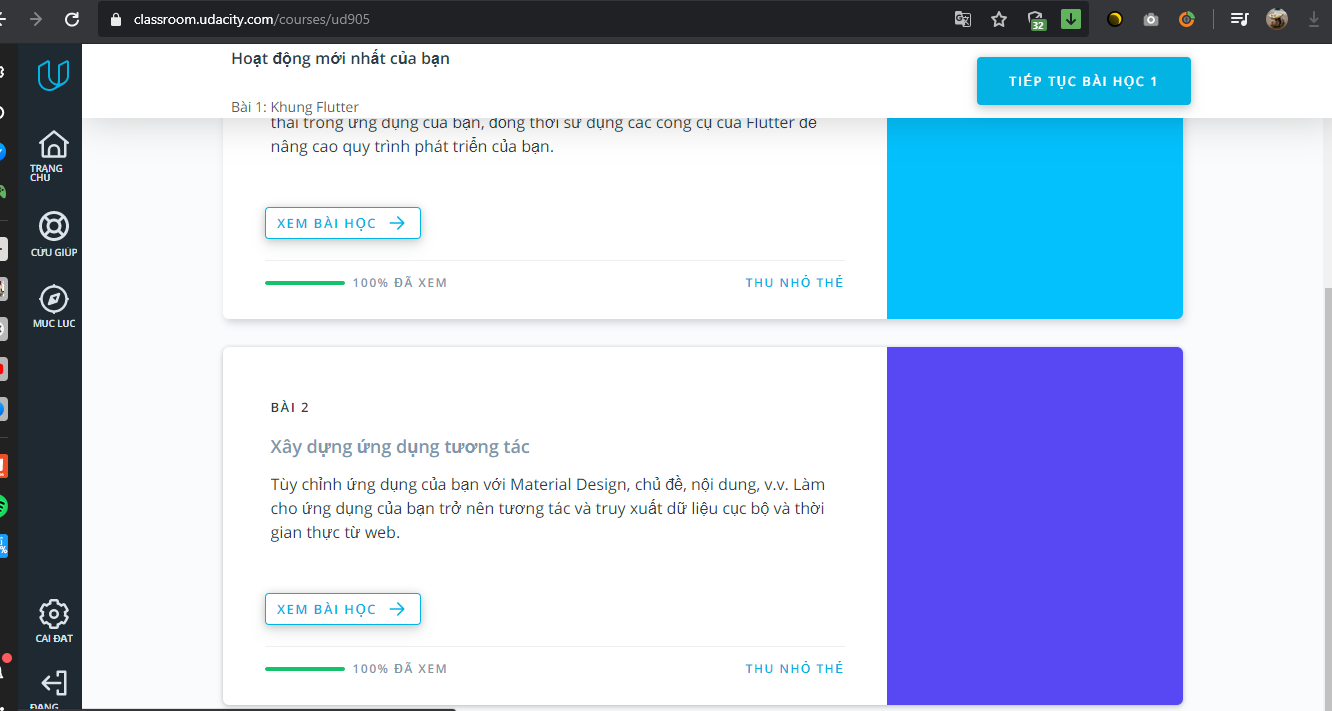 classroom.udacity.com/courses/ud905
32
Hoạt động mới nhất của bạn
TIẾP TỤC BÀI HỌC 1
Bài 1: Khung Flutter
thái trong ứng dụng của bạn, đồng thời sử dụng các công cụ của Flutter để
nâng cao quy trình phát triển của bạn.
XEM BÀI HỌC
100% ĐÃ XEM
THU NHỎ THẺ
BÀI 2
Xây dựng ứng dụng tương tác
Tùy chỉnh ứng dụng của bạn với Material Design, chủ đề, nội dung, v.v. Làm
cho ứng dụng của bạn trở nên tương tác và truy xuất dữ liệu cục bộ và thời
gian thực từ web.
XEM BÀI HỌC
100% ĐÃ XEM
THU NHỎ THẺ
TRANG
CHỦ
CỨU GIÚP
MỤC LỤC
CÀI ĐẶT
ĐĂNG